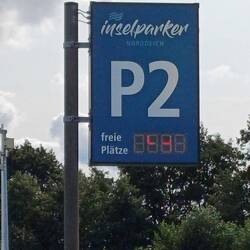 inselparker
NORDDEICH
P2
freie
Plätze